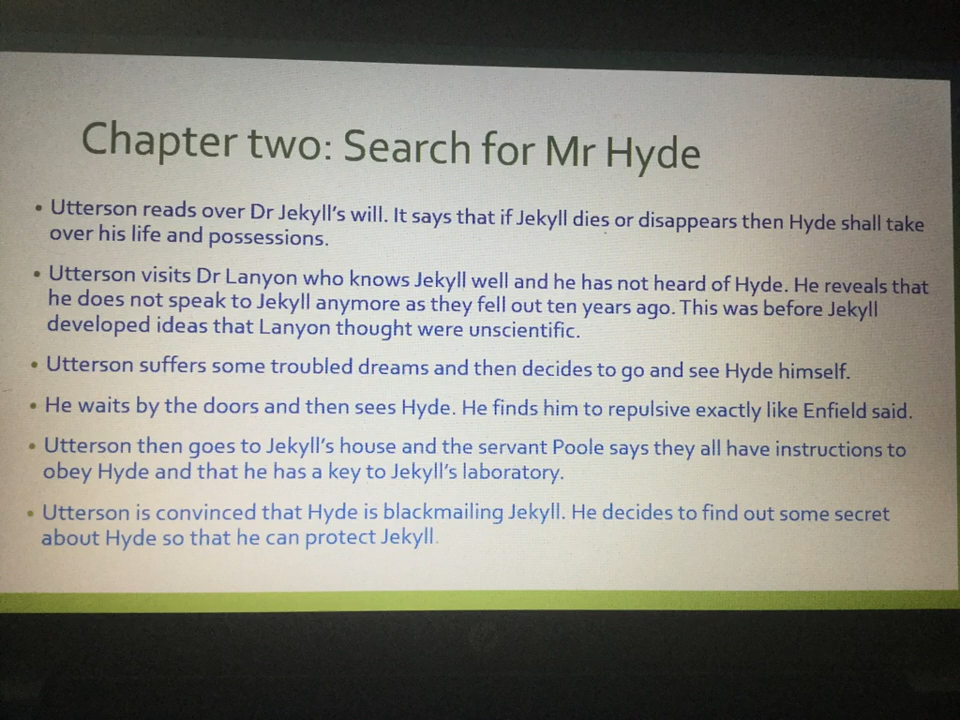 Chapter two: Search for Mr Hyde
• Utterson reads over Dr Jekyll's will. It says that if Jekyll dies or disappears then Hyde shall take
over his life and possessions.
• Utterson visits Dr Lanyon who knows Jekyll well and he has not heard of Hyde. He reveals that
he does not speak to Jekyll anymore as they fell out ten years ago. This was before Jekyll
developed ideas that Lanyon thought were unscientific.
• Utterson suffers some troubled dreams and then decides to go and see Hyde himself.
• He waits by the doors and then sees Hyde. He finds him to repulsive exactly like Enfield said.
• Utterson then goes to Jekyll's house and the servant Poole says they all have instructions to
obey Hyde and that he has a key to Jekyll's laboratory.
• Utterson is convinced that Hyde is blackmailing Jekyll. He decides to find out some secret
about Hyde so that he can protect Jekyll.